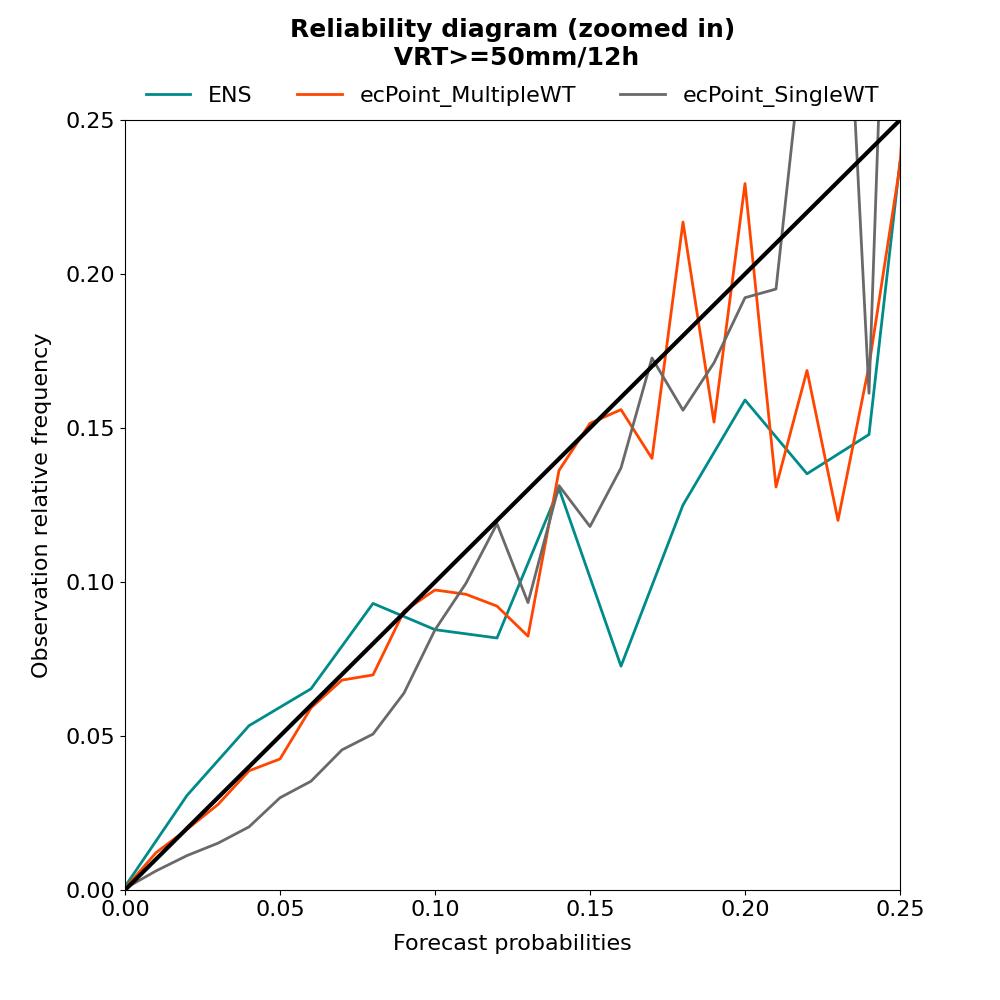 Reliability diagram (zoomed in)
VRT>=50mm/12h
ENS ecPoint_MultipleWT ecPoint_SingleWT
0.25
0.20
0.15
0.10
0.05
0.00
Observation relative frequency
0.00 0.05 0.10 0.15 0.20 0.25
Forecast probabilities